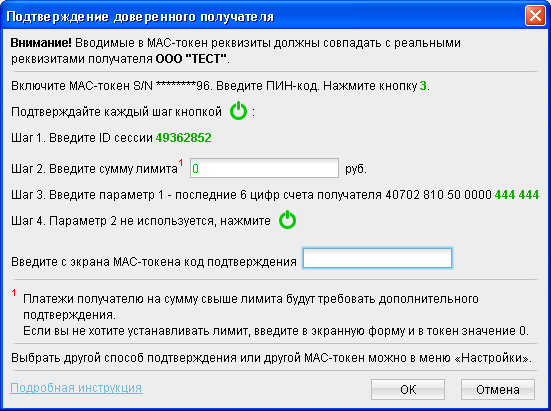 Подтверждение доверенного получателя
Внимание! Вводимые в MAC-токен реквизиты должны совпадать с реальными
реквизитами получателя ООО "ТЕСТ".
Включите MAC-токен S/N ********96. Введите ПИН-код. Нажмите кнопку 3.
Подтверждайте каждый шаг кнопкой :
Шаг 1. Введите ID сессии 49362852
Шаг 2. Введите сумму лимита1 0 руб.
Шаг 3. Введите параметр 1 - последние 6 цифр счета получателя 40702 810 50 0000 444 444
Шаг 4. Параметр 2 не используется, нажмите
Введите с экрана MAC-токена код подтверждения
1 Платежи получателю на сумму свыше лимита будут требовать дополнительного
подтверждения.
Если вы не хотите устанавливать лимит, введите в экранную форму и в токен значение 0.
Выбрать другой способ подтверждения или другой MAC-токен можно в меню «Настройки».
Подробная инструкция
OK Отмена